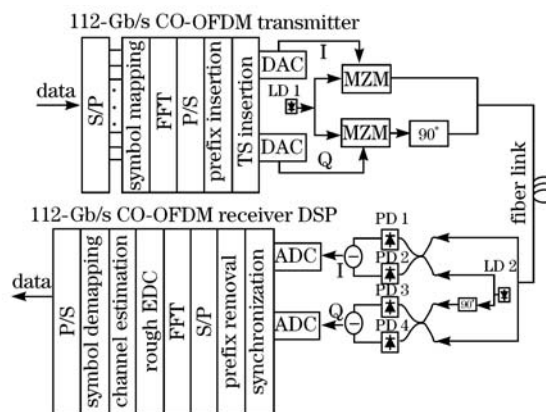 112-Gb/s CO-OFDM transmitter
data
S/P
symbol mapping
FFT
P/S
prefix insertion
TS insertion
DAC
DAC
I
Q
LD 1
MZM
MZM
90°
fiber link
112-Gb/s CO-OFDM receiver DSP
data
P/S
symbol demapping
channel estimation
rough EDC
FFT
S/P
prefix removal
synchronization
ADC
ADC
I
Q
PD 1
PD 2
PD 3
PD 4
LD 2
90°